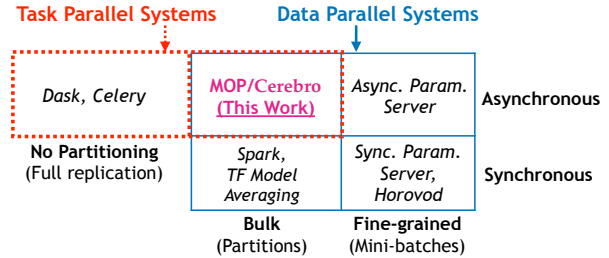 Task Parallel Systems
Data Parallel Systems
Dask, Celery
MOP/Cerebro
(This Work)
Async. Param.
Server
Asynchronous
No Partitioning
(Full replication)
Spark,
TF Model
Averaging
Sync. Param.
Server,
Horovod
Synchronous
Bulk
(Partitions)
Fine-grained
(Mini-batches)